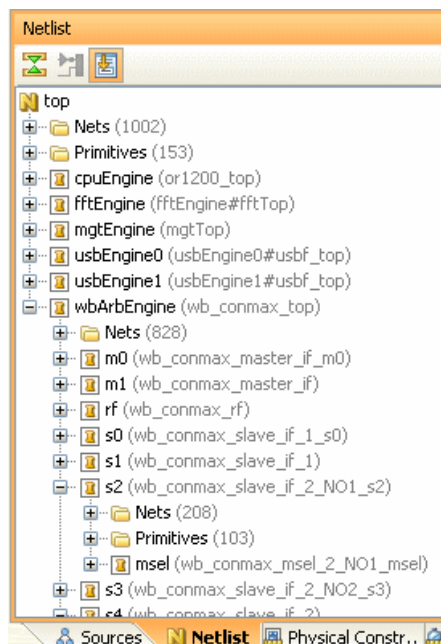 Netlist
top
Nets (1002)
Primitives (153)
cpuEngine (or1200_top)
fftEngine (fftEngine#fftTop)
mgtEngine (mgtTop)
usbEngine0 (usbEngine0#usbf_top)
usbEngine1 (usbEngine1#usbf_top)
wbArbEngine (wb_conmax_top)
Nets (828)
m0 (wb_conmax_master_if_m0)
m1 (wb_conmax_master_if)
rf (wb_conmax_rf)
s0 (wb_conmax_slave_if_1_s0)
s1 (wb_conmax_slave_if_1)
s2 (wb_conmax_slave_if_2_NO1_s2)
Nets (208)
Primitives (103)
msel (wb_conmax_msel_2_NO1_msel)
s3 (wb_conmax_slave_if_2_NO2_s3)
s4 (wb_conmax_slave_if_2)
Sources Netlist Physical Constr..